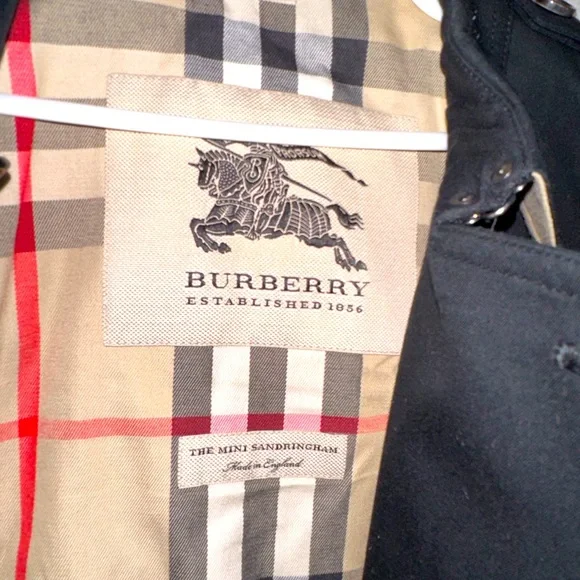 BURBERRY
ESTABLISHED 1856
THE MINI SANDRINGHAM
Made in England